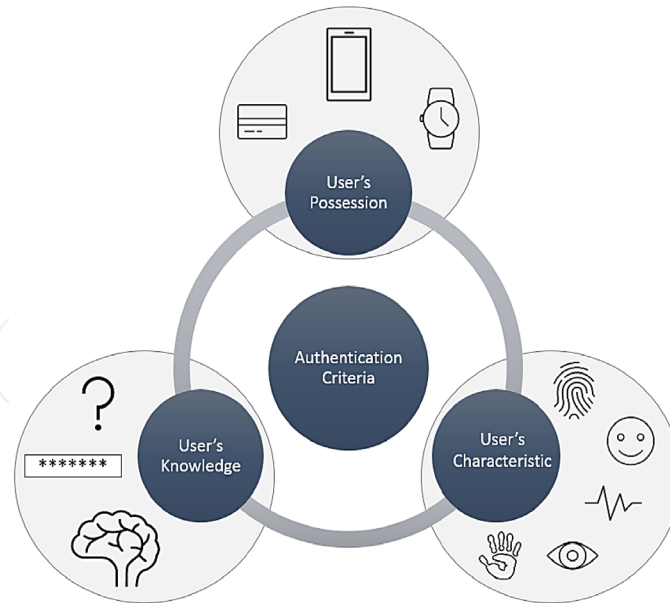 User's
Possession
Authentication
Criteria
User's
Knowledge
User's
Characteristic
?
*******